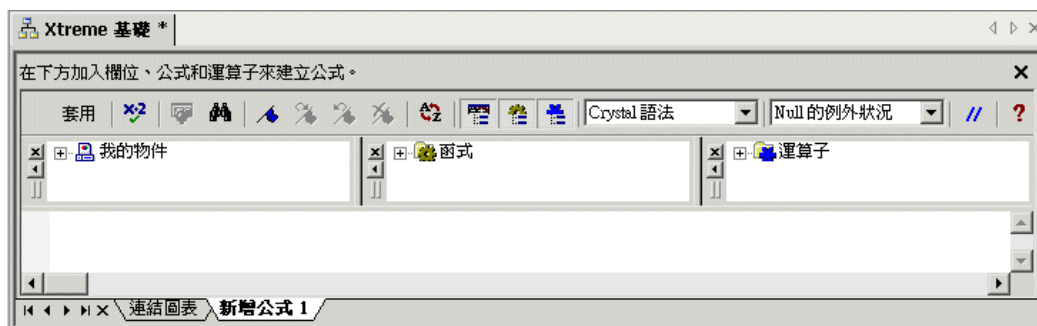 Xtreme 基礎 *
在下方加入欄位、公式和運算子來建立公式。
套用 Crystal 語法 Null 的例外狀況 // ?
我的物件 函式 運算子
連結圖表 新增公式 1